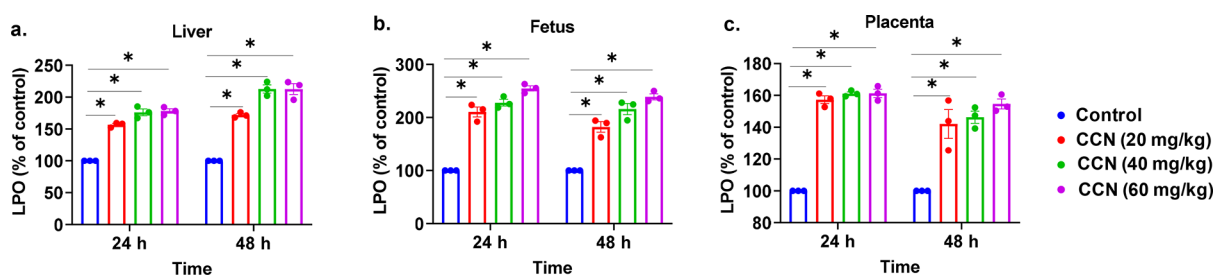 a.
Liver
LPO (% of control)
250
200
150
100
50
0
* * *
* * *
24 h
48 h
Time
b.
Fetus
LPO (% of control)
300
200
100
0
* * *
* * *
24 h
48 h
Time
c.
Placenta
LPO (% of control)
180
160
140
120
100
80
* * *
* * *
24 h
48 h
Time
Control
CCN (20 mg/kg)
CCN (40 mg/kg)
CCN (60 mg/kg)